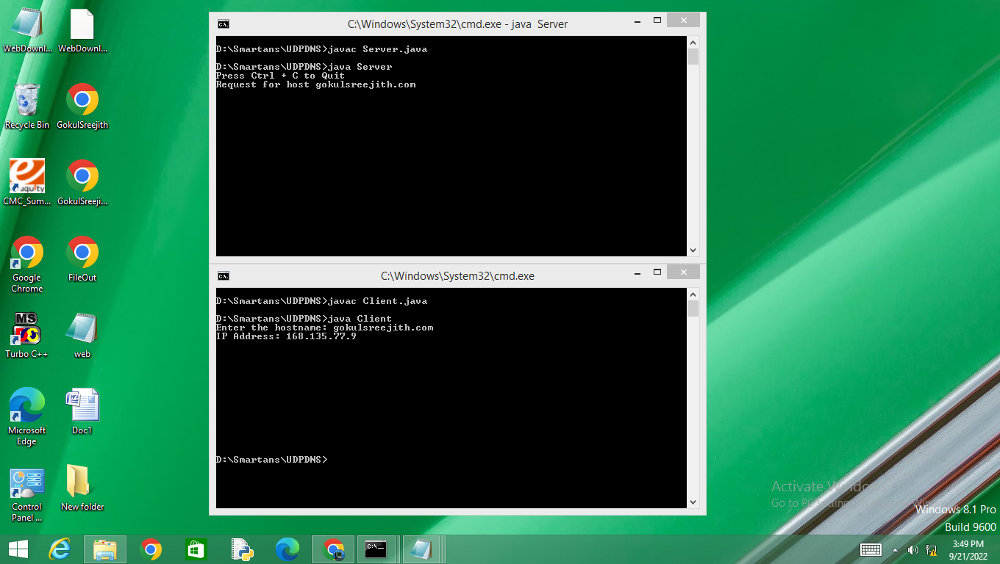 WebDownl...
WebDownl...
Recycle Bin
GokulSreejith
equity
CMC_Sum...
GokulSreeji...
Google
Chrome
FileOut
MS
Turbo C++
web
Microsoft
Edge
Doc1
Control
Panel ...
New folder
C:\Windows\System32\cmd.exe - java  Server
D:\Smartans\UDPDNS>javac Server.java
D:\Smartans\UDPDNS>java Server
Press Ctrl + C to Quit
Request for host gokulsreejith.com
C:\Windows\System32\cmd.exe
D:\Smartans\UDPDNS>javac Client.java
D:\Smartans\UDPDNS>java Client
Enter the hostname: gokulsreejith.com
IP Address: 168.135.77.9
D:\Smartans\UDPDNS>
Activate Windows
Go to PC settings
Windows 8.1 Pro
Build 9600
3:49 PM
9/21/2022